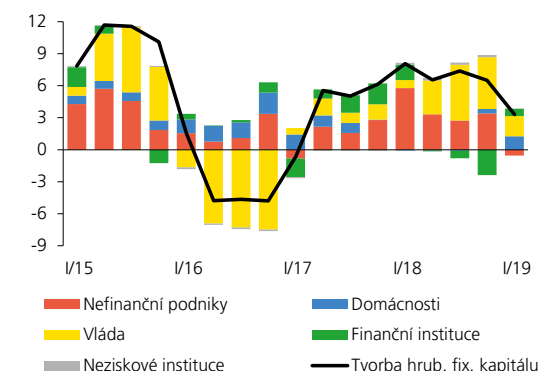 12
9
6
3
0
-3
-6
-9
I/15 I/16 I/17 I/18 I/19
Nefinanční podniky Domácnosti
Vláda Finanční instituce
Neziskové instituce Tvorba hrub. fix. kapitálu